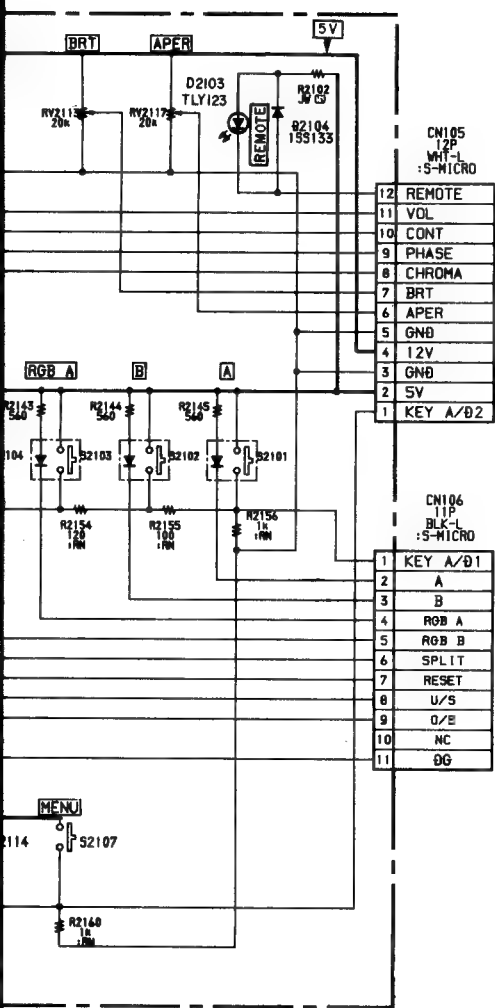 5V
BRT
APER
D2103
TLY123
R2102
JW
RV2117
20k
20k
REMOTE
D2104
1SS133
CN105
12P
WHT-L
:S-MICRO
12 REMOTE
11 VOL
10 CONT
9 PHASE
8 CHROMA
7 BRT
6 APER
5 GND
4 12V
3 GND
2 5V
1 KEY A/D2
RGB A
B
A
R2143
560
R2144
560
R2145
560
104
S2103
S2102
S2101
R2154
120
:RN
R2155
100
:RN
R2156
1k
:RN
CN106
11P
BLK-L
:S-MICRO
1 KEY A/D1
2 A
3 B
4 RGB A
5 RGB B
6 SPLIT
7 RESET
8 U/S
9 O/E
10 NC
11 DG
MENU
2114
S2107
R2160
1k
:RN